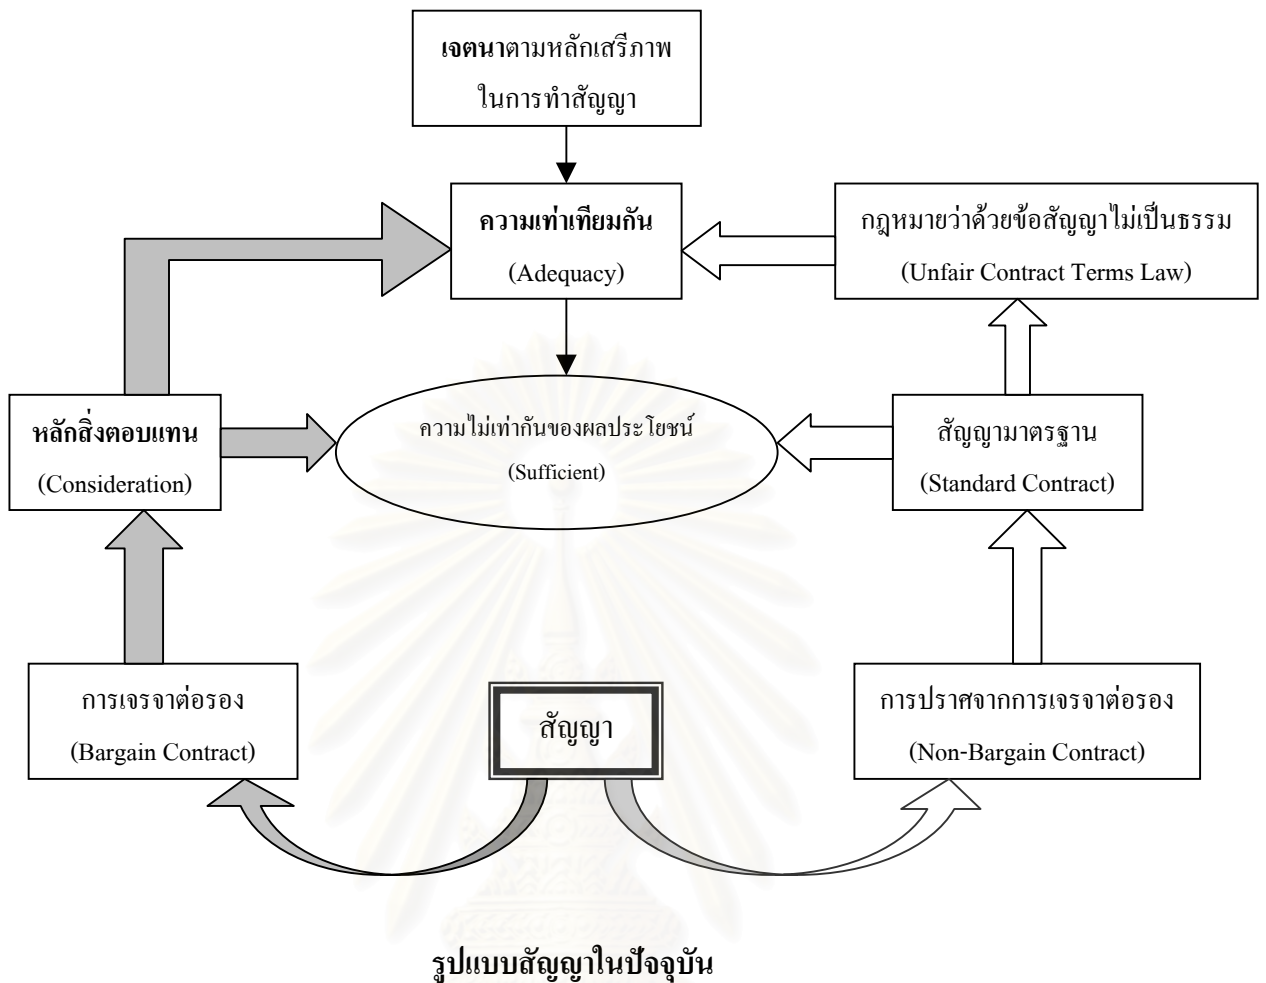 เจตนาตามหลักเสรีภาพ
ในการทำสัญญา
ความเท่าเทียมกัน
(Adequacy)
กฎหมายว่าด้วยข้อสัญญาไม่เป็นธรรม
(Unfair Contract Terms Law)
หลักสิ่งตอบแทน
(Consideration)
ความไม่เท่ากันของผลประโยชน์
(Sufficient)
สัญญามาตรฐาน
(Standard Contract)
การเจรจาต่อรอง
(Bargain Contract)
สัญญา
การปราศจากการเจรจาต่อรอง
(Non-Bargain Contract)
รูปแบบสัญญาในปัจจุบัน